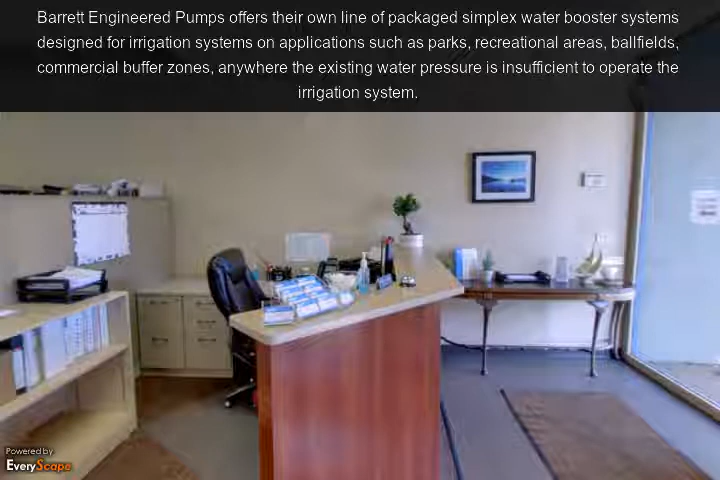 Barrett Engineered Pumps offers their own line of packaged simplex water booster systems
designed for irrigation systems on applications such as parks, recreational areas, ballfields,
commercial buffer zones, anywhere the existing water pressure is insufficient to operate the
irrigation system.
Powered by
EveryScape